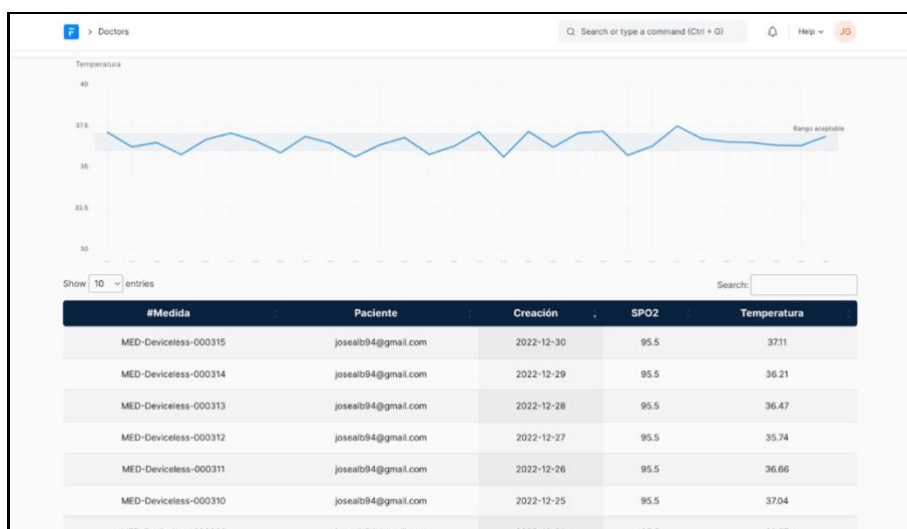 > Doctors
Search or type a command (Ctrl + G)
Help
JG
Temperatura
40
37.5
Rango aceptable
35
32.5
30
Show 10 entries
Search:
#Medida Paciente Creación SPO2 Temperatura
MED-Deviceless-000315 josealb94@gmail.com 2022-12-30 95.5 37.11
MED-Deviceless-000314 josealb94@gmail.com 2022-12-29 95.5 36.21
MED-Deviceless-000313 josealb94@gmail.com 2022-12-28 95.5 36.47
MED-Deviceless-000312 josealb94@gmail.com 2022-12-27 95.5 35.74
MED-Deviceless-000311 josealb94@gmail.com 2022-12-26 95.5 36.66
MED-Deviceless-000310 josealb94@gmail.com 2022-12-25 95.5 37.04